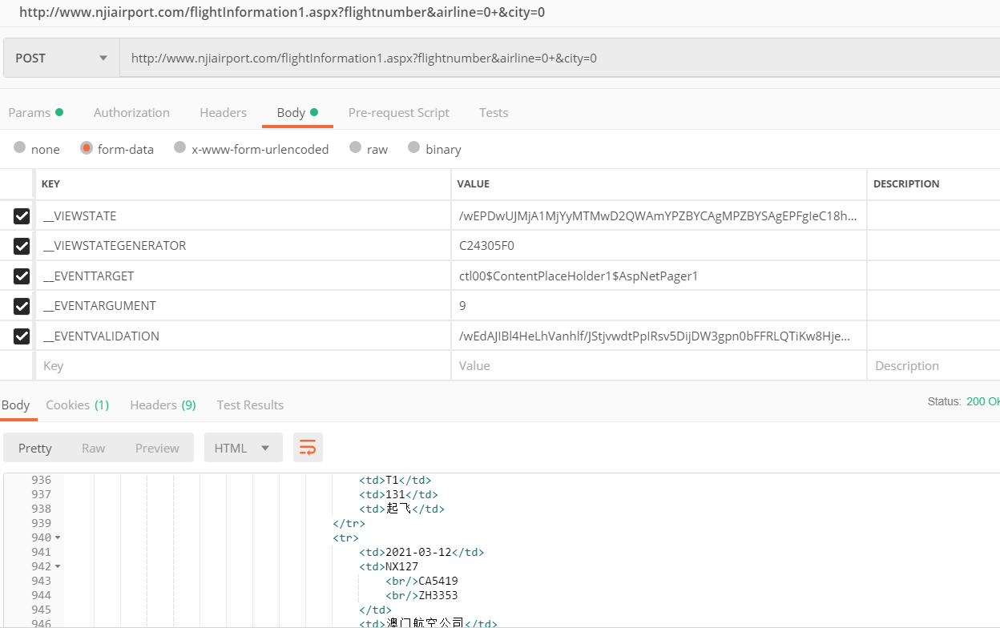 http://www.njiairport.com/flightInformation1.aspx?flightnumber&airline=0+&city=0
POST http://www.njiairport.com/flightInformation1.aspx?flightnumber&airline=0+&city=0
Params Authorization Headers Body Pre-request Script Tests
none form-data x-www-form-urlencoded raw binary
KEY VALUE DESCRIPTION
__VIEWSTATE /wEPDwUJMjA1MjYyMTMwD2QWAmYPZBYCAgMPZBYSAgEPFgIeC18h...
__VIEWSTATEGENERATOR C24305F0
__EVENTTARGET ctl00$ContentPlaceHolder1$AspNetPager1
__EVENTARGUMENT 9
__EVENTVALIDATION /wEdAJIBl4HeLhVanhlf/JStjvwdtPpIRsv5DijDW3gpn0bFFRLQTiKw8Hje...
Key Value Description
Body Cookies (1) Headers (9) Test Results Status: 200 OK
Pretty Raw Preview HTML
936 <td>T1</td>
937 <td>131</td>
938 <td>起飞</td>
939 </tr>
940 <tr>
941 <td>2021-03-12</td>
942 <td>NX127
943 <br/>CA5419
944 <br/>ZH3353
945 </td>
946 <td>澳门航空公司</td>